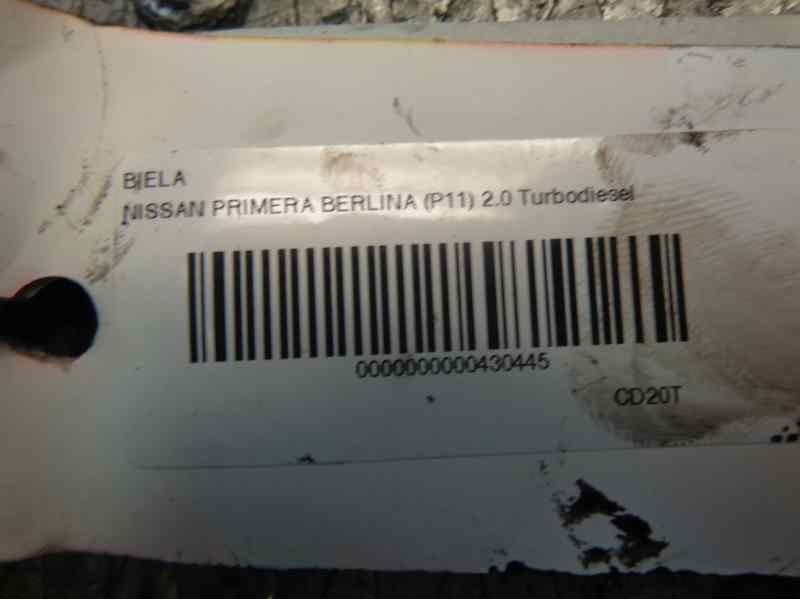 BIELA
NISSAN PRIMERA BERLINA (P11) 2.0 Turbodiesel
0000000000430445
CD20T